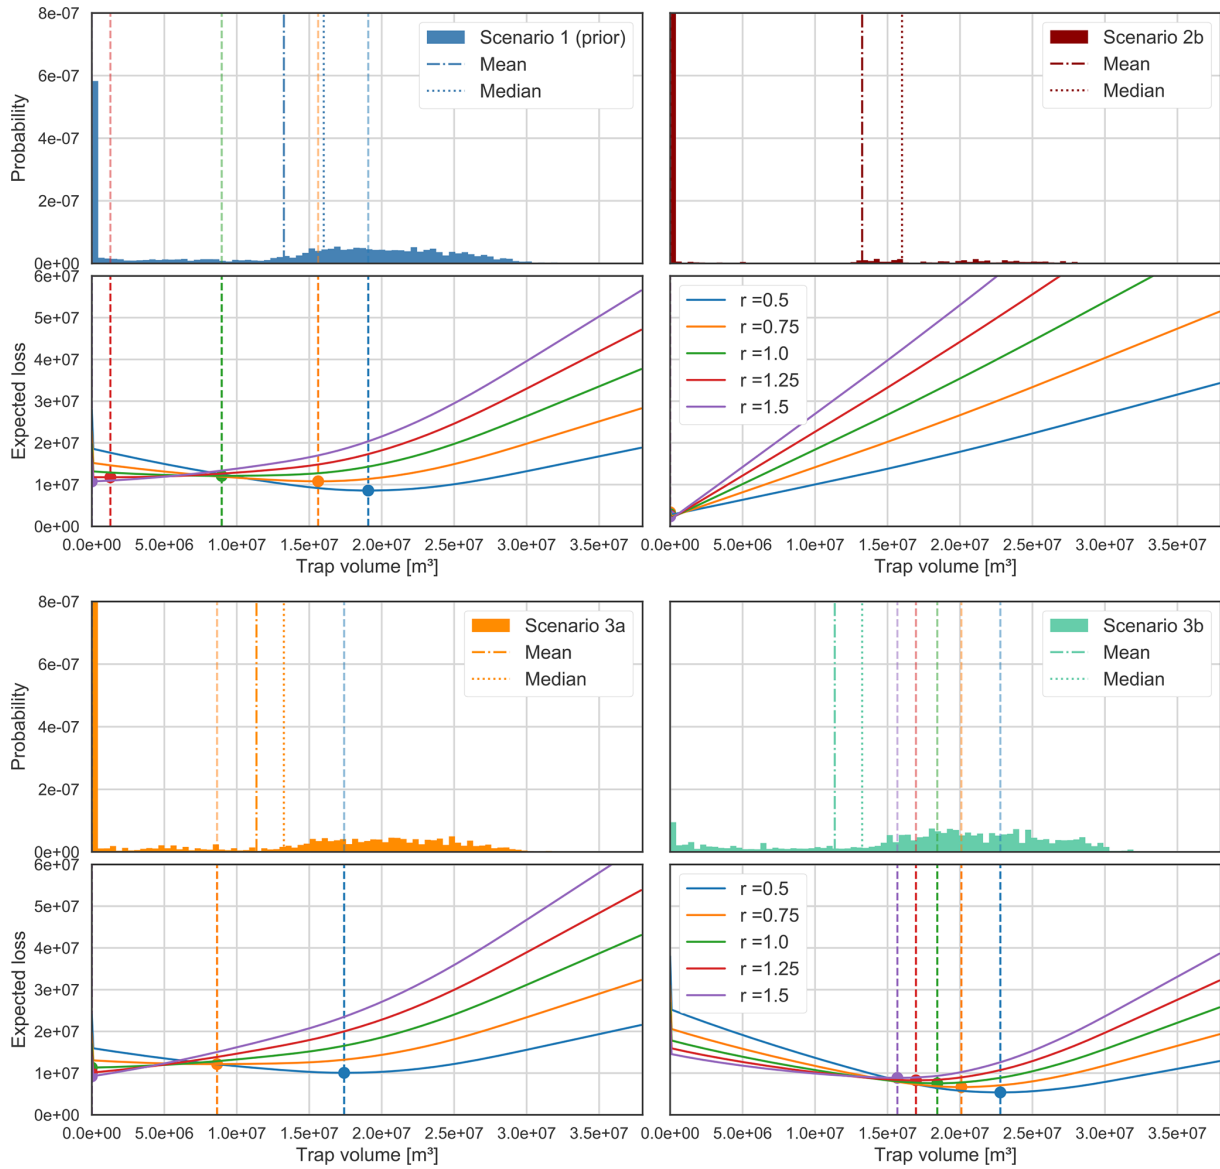 8e-07
6e-07
4e-07
2e-07
0e+00
Probability
Scenario 1 (prior)
Mean
Median
Scenario 2b
Mean
Median
6e+07
5e+07
4e+07
3e+07
2e+07
1e+07
0e+00
Expected loss
0.0e+00 5.0e+06 1.0e+07 1.5e+07 2.0e+07 2.5e+07 3.0e+07 3.5e+07
Trap volume [m³]
r =0.5
r =0.75
r =1.0
r =1.25
r =1.5
0.0e+00 5.0e+06 1.0e+07 1.5e+07 2.0e+07 2.5e+07 3.0e+07 3.5e+07
Trap volume [m³]
8e-07
6e-07
4e-07
2e-07
0e+00
Probability
Scenario 3a
Mean
Median
Scenario 3b
Mean
Median
6e+07
5e+07
4e+07
3e+07
2e+07
1e+07
0e+00
Expected loss
0.0e+00 5.0e+06 1.0e+07 1.5e+07 2.0e+07 2.5e+07 3.0e+07 3.5e+07
Trap volume [m³]
r =0.5
r =0.75
r =1.0
r =1.25
r =1.5
0.0e+00 5.0e+06 1.0e+07 1.5e+07 2.0e+07 2.5e+07 3.0e+07 3.5e+07
Trap volume [m³]